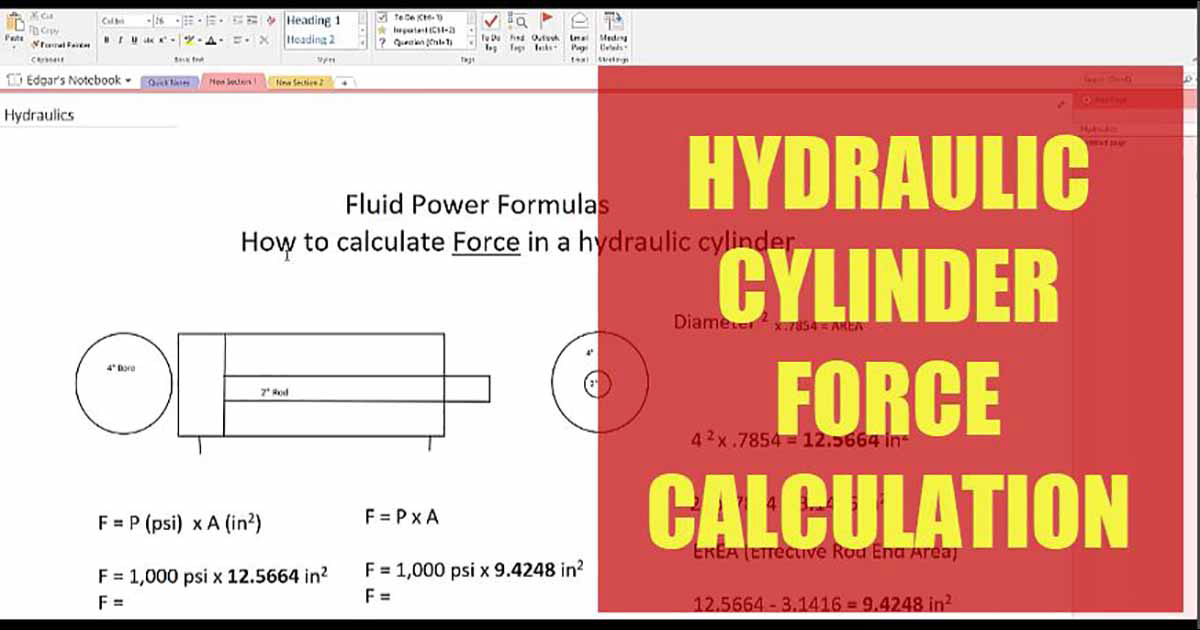 Cut
Calibri
26
Heading 1
To Do (Ctrl+1)
Copy
Important (Ctrl+2)
Paste
Format Painter
Heading 2
Question (Ctrl+3)
To Do
Tag
Find
Tags
Outlook
Tasks
Email
Page
Meeting
Details
Clipboard
Basic Text
Styles
Tags
Email
Meetings
Edgar's Notebook
Quick Notes
New Section 1
New Section 2
Hydraulics
Hydraulics
Fluid Power Formulas
How to calculate Force in a hydraulic cylinder
HYDRAULIC
CYLINDER
FORCE
CALCULATION
Diameter ² x .7854 = AREA
4" Bore
2" Rod
4"
2"
4 ² x .7854 = 12.5664 in²
F = P (psi) x A (in²)
F = P x A
EREA (Effective Rod End Area)
F = 1,000 psi x 12.5664 in²
F = 1,000 psi x 9.4248 in²
F =
F =
12.5664 - 3.1416 = 9.4248 in²